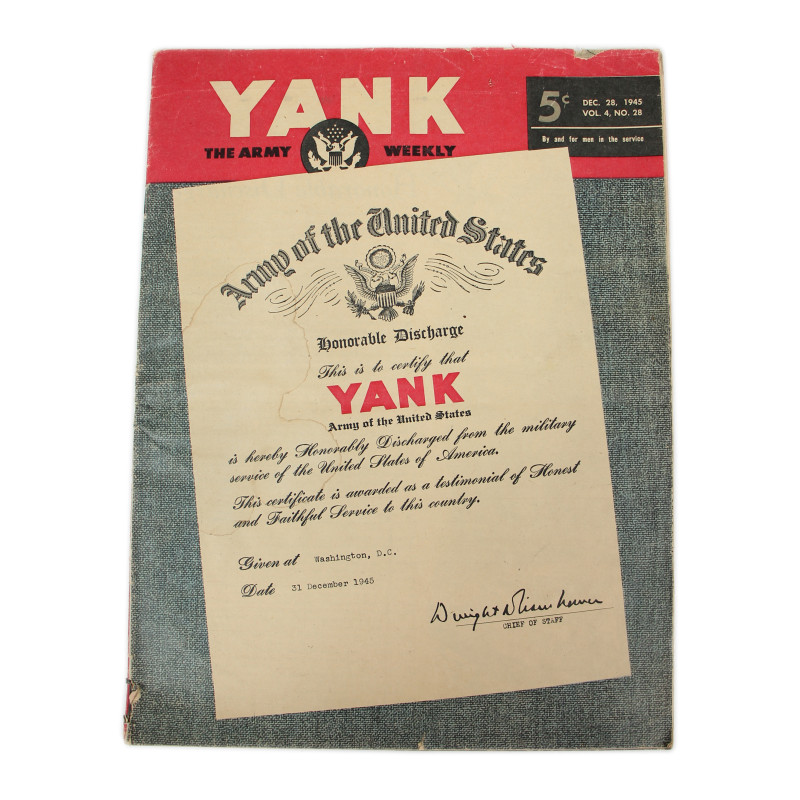 YANK
THE ARMY WEEKLY
5¢
DEC. 28, 1945
VOL. 4, NO. 28
By and for men in the service
Army of the United States
Honorable Discharge
This is to certify that
YANK
Army of the United States
is hereby Honorably Discharged from the military
service of the United States of America.
This certificate is awarded as a testimonial of Honest
and Faithful Service to this country.
Given at Washington, D.C.
Date 31 December 1945
Dwight D Eisenhower
CHIEF OF STAFF